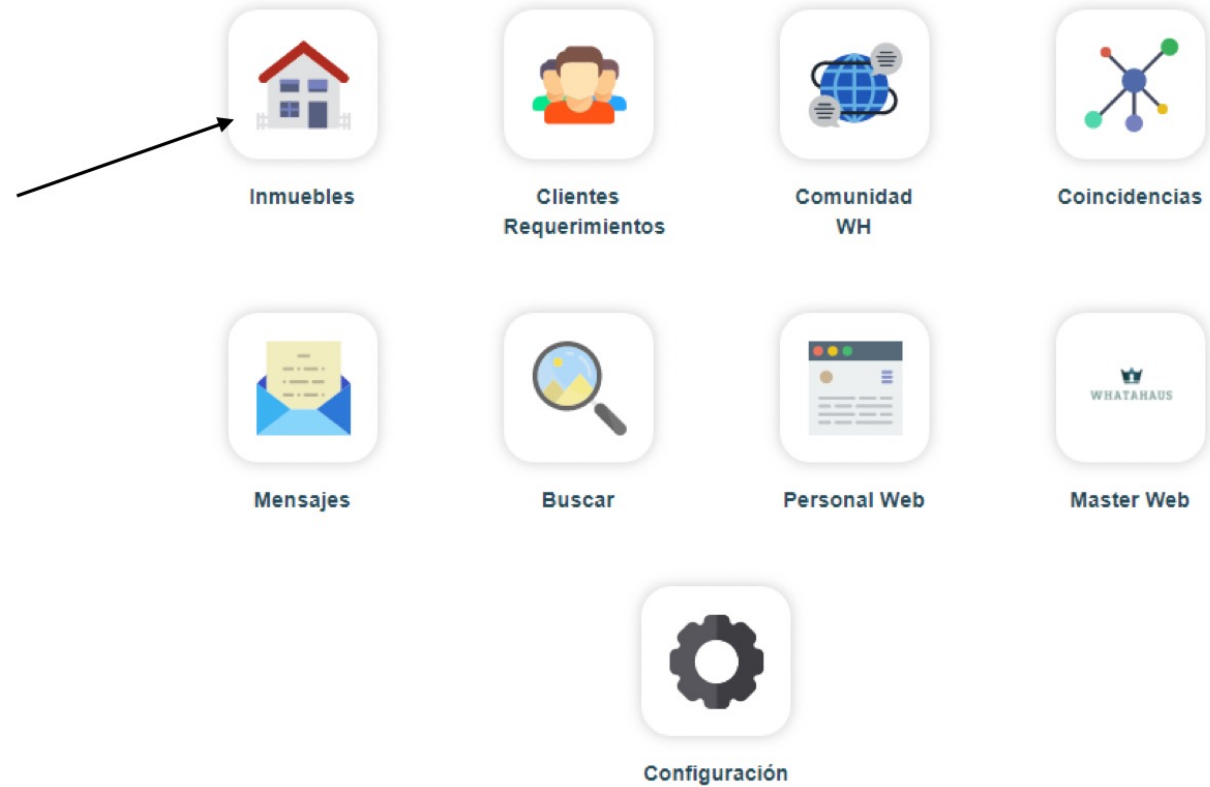 Inmuebles
Clientes
Requerimientos
Comunidad
WH
Coincidencias
WHATAHAUS
Mensajes
Buscar
Personal Web
Master Web
Configuración